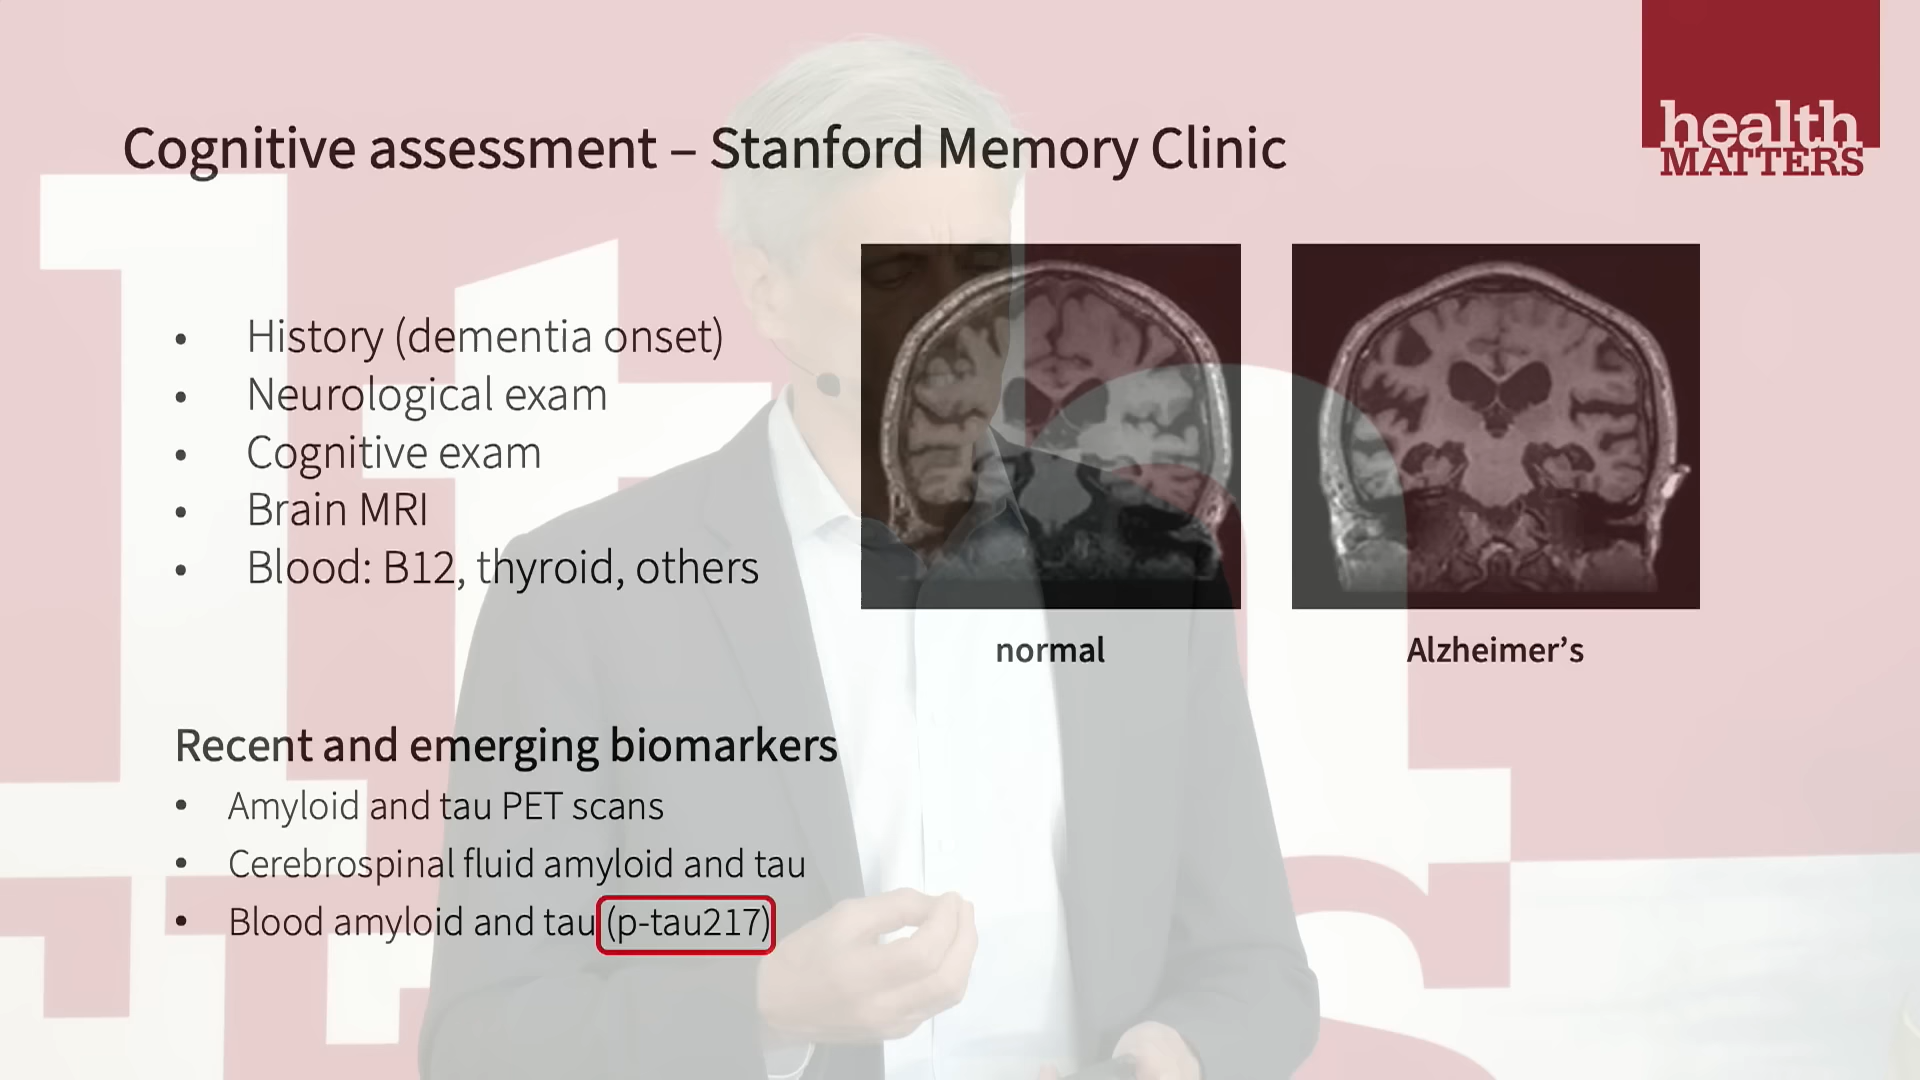 health
MATTERS
Cognitive assessment – Stanford Memory Clinic
• History (dementia onset)
• Neurological exam
• Cognitive exam
• Brain MRI
• Blood: B12, thyroid, others
normal
Alzheimer’s
Recent and emerging biomarkers
• Amyloid and tau PET scans
• Cerebrospinal fluid amyloid and tau
• Blood amyloid and tau (p-tau217)